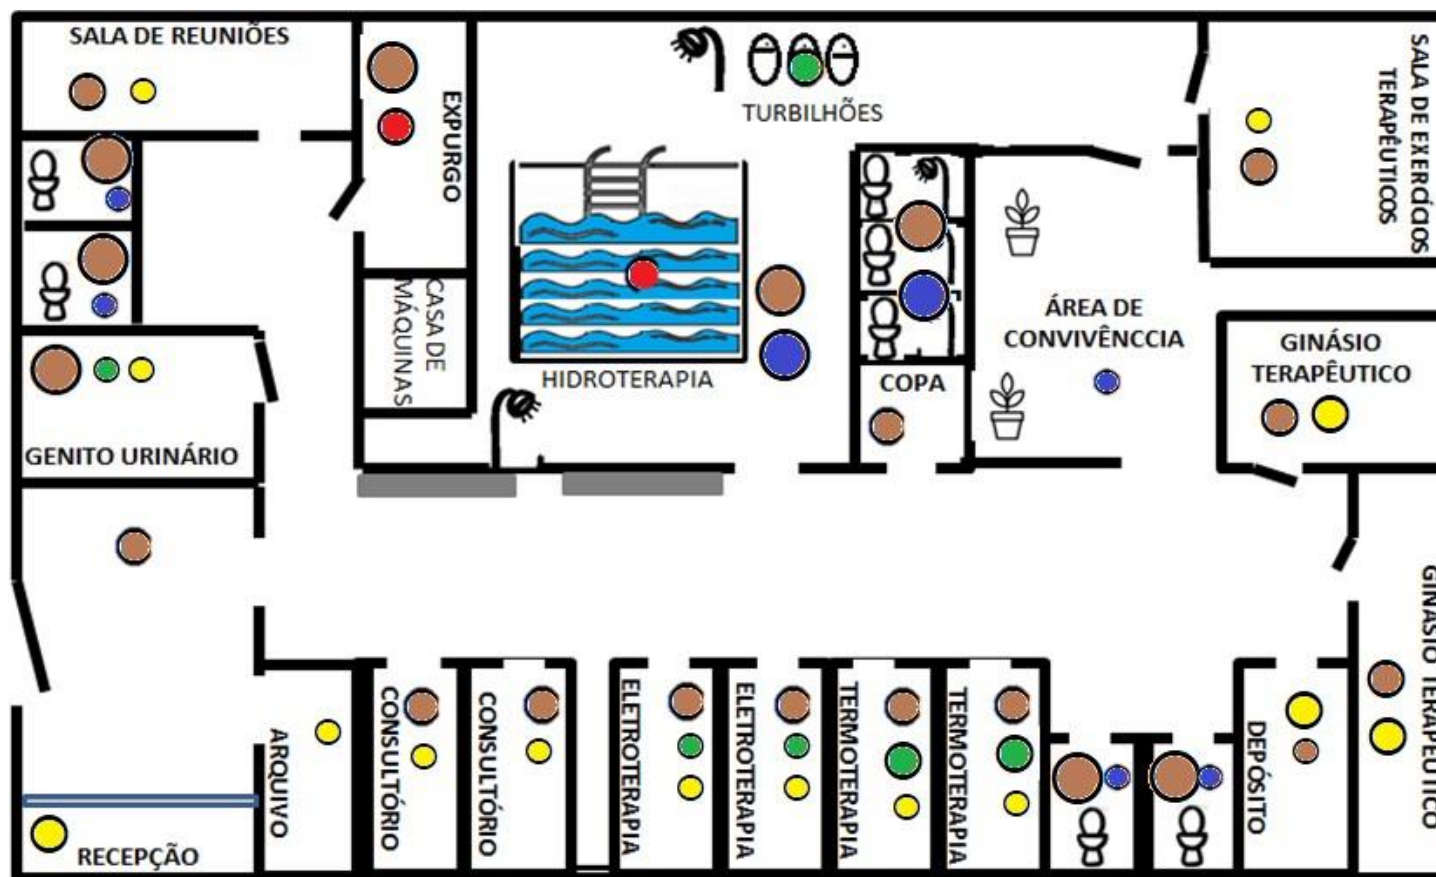 SALA DE REUNIÕES
EXPURGO
TURBILHÕES
SALA DE EXERCÍCIOS
TERAPÊUTICOS
CASA DE
MÁQUINAS
HIDROTERAPIA
COPA
ÁREA DE
CONVIVÊNCCIA
GINÁSIO
TERAPÊUTICO
GENITO URINÁRIO
GINÁSIO TERAPÊUTICO
RECEPÇÃO
ARQUIVO
CONSULTÓRIO
CONSULTÓRIO
ELETROTERAPIA
ELETROTERAPIA
TERMOTERAPIA
TERMOTERAPIA
DEPÓSITO